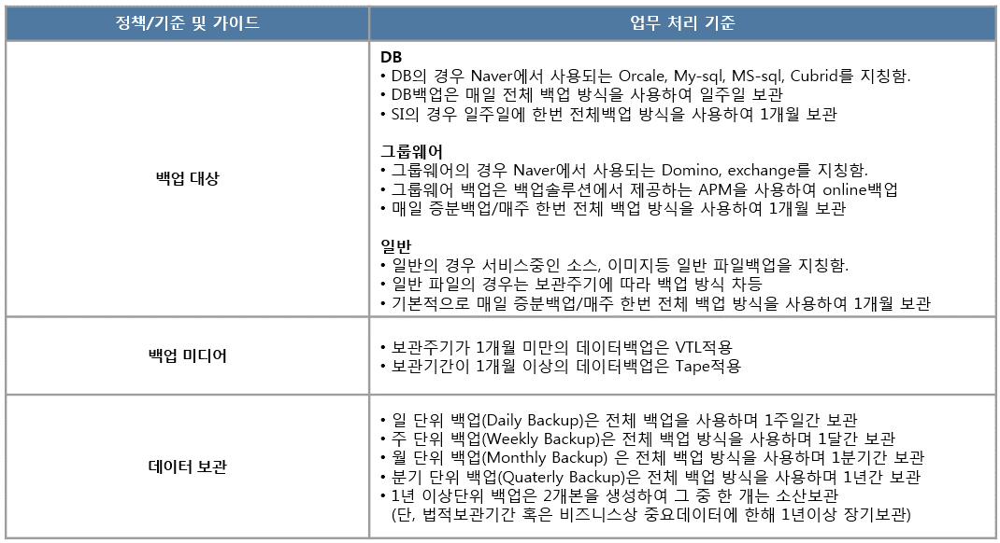 정책/기준 및 가이드
업무 처리 기준
백업 대상
DB
• DB의 경우 Naver에서 사용되는 Orcale, My-sql, MS-sql, Cubrid를 지칭함.
• DB백업은 매일 전체 백업 방식을 사용하여 일주일 보관
• SI의 경우 일주일에 한번 전체백업 방식을 사용하여 1개월 보관
그룹웨어
• 그룹웨어의 경우 Naver에서 사용되는 Domino, exchange를 지칭함.
• 그룹웨어 백업은 백업솔루션에서 제공하는 APM을 사용하여 online백업
• 매일 증분백업/매주 한번 전체 백업 방식을 사용하여 1개월 보관
일반
• 일반의 경우 서비스중인 소스, 이미지등 일반 파일백업을 지칭함.
• 일반 파일의 경우는 보관주기에 따라 백업 방식 차등
• 기본적으로 매일 증분백업/매주 한번 전체 백업 방식을 사용하여 1개월 보관
백업 미디어
• 보관주기가 1개월 미만의 데이터백업은 VTL적용
• 보관기간이 1개월 이상의 데이터백업은 Tape적용
데이터 보관
• 일 단위 백업(Daily Backup)은 전체 백업을 사용하며 1주일간 보관
• 주 단위 백업(Weekly Backup)은 전체 백업 방식을 사용하며 1달간 보관
• 월 단위 백업(Monthly Backup) 은 전체 백업 방식을 사용하며 1분기간 보관
• 분기 단위 백업(Quaterly Backup)은 전체 백업 방식을 사용하며 1년간 보관
• 1년 이상단위 백업은 2개본을 생성하여 그 중 한 개는 소산보관
(단, 법적보관기간 혹은 비즈니스상 중요데이터에 한해 1년이상 장기보관)